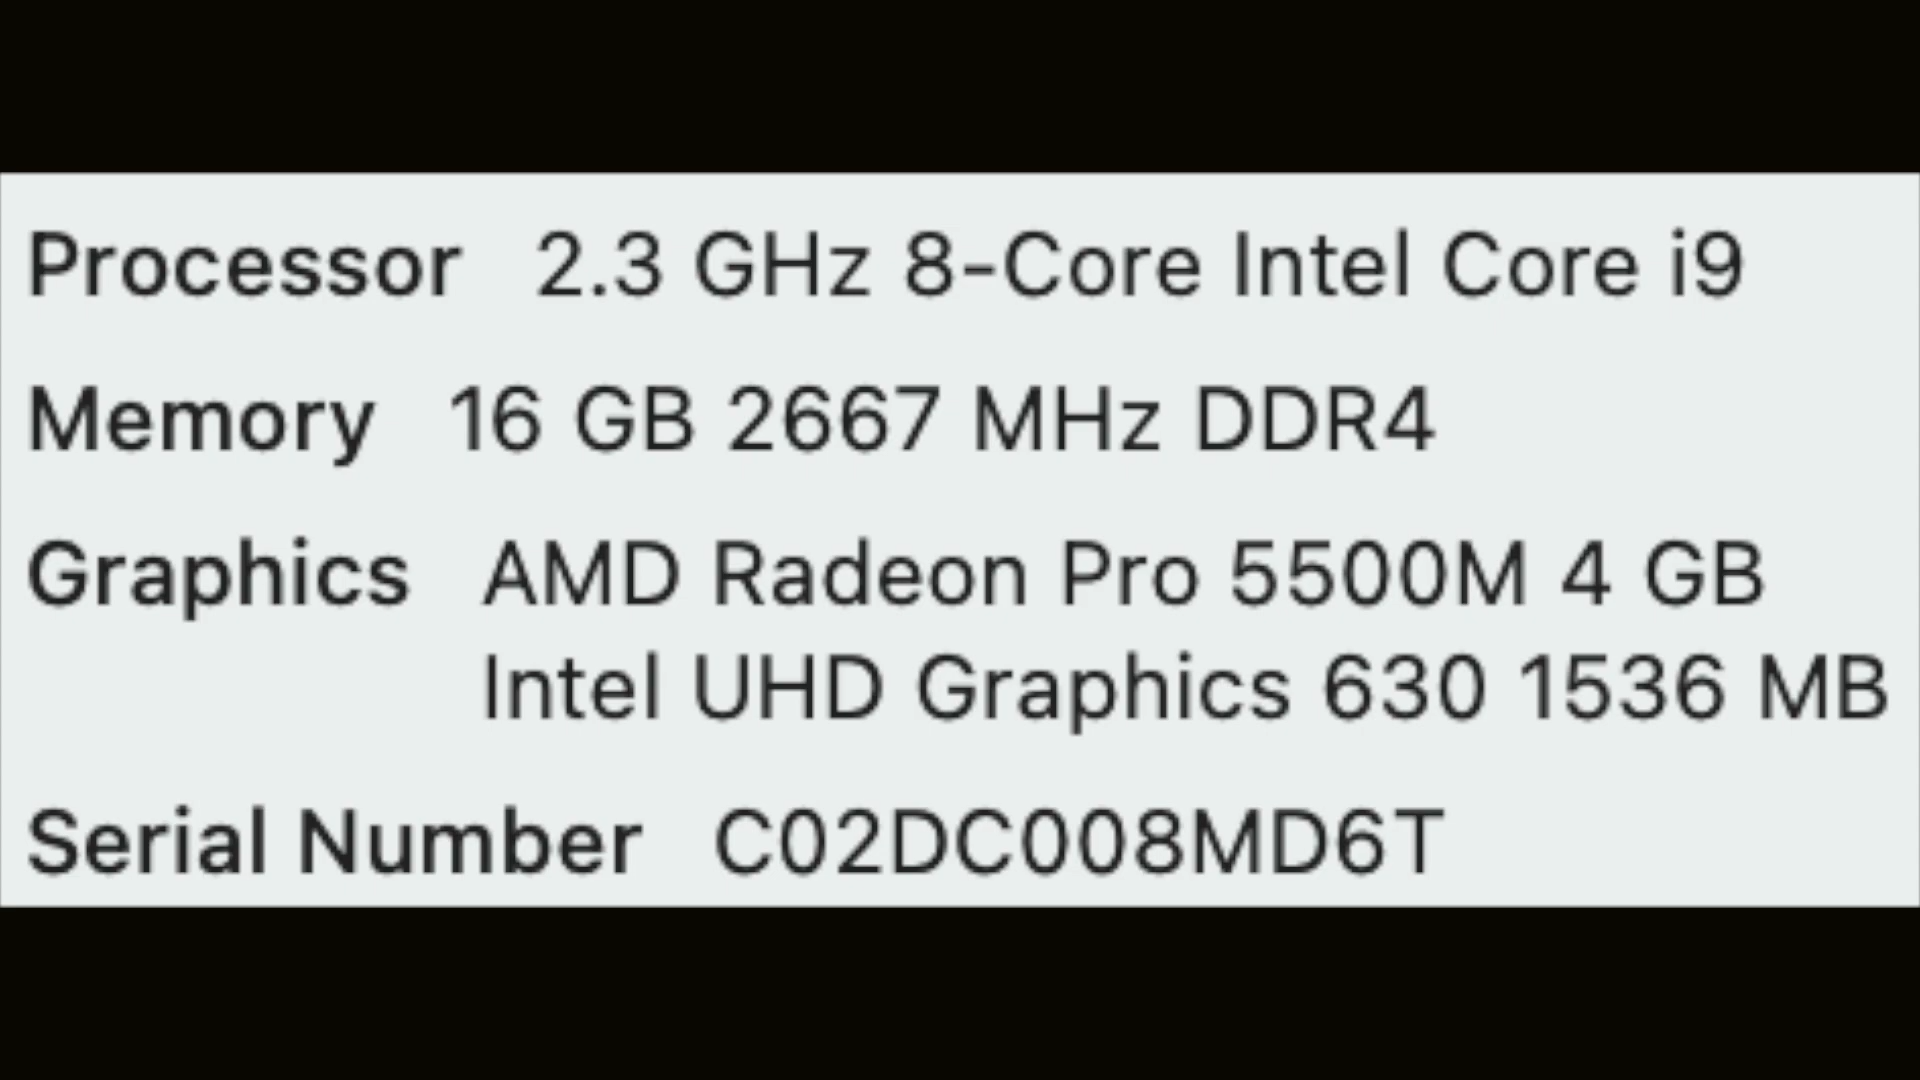 Processor 2.3 GHz 8-Core Intel Core i9
Memory 16 GB 2667 MHz DDR4
Graphics AMD Radeon Pro 5500M 4 GB
Intel UHD Graphics 630 1536 MB
Serial Number C02DC008MD6T